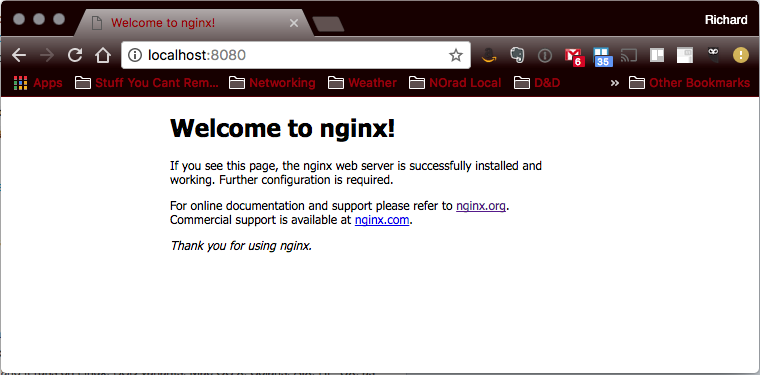 Welcome to nginx!
Richard
localhost:8080
6
35
Apps
Stuff You Cant Rem...
Networking
Weather
NOrad Local
D&D
»
Other Bookmarks
Welcome to nginx!
If you see this page, the nginx web server is successfully installed and
working. Further configuration is required.
For online documentation and support please refer to nginx.org.
Commercial support is available at nginx.com.
Thank you for using nginx.